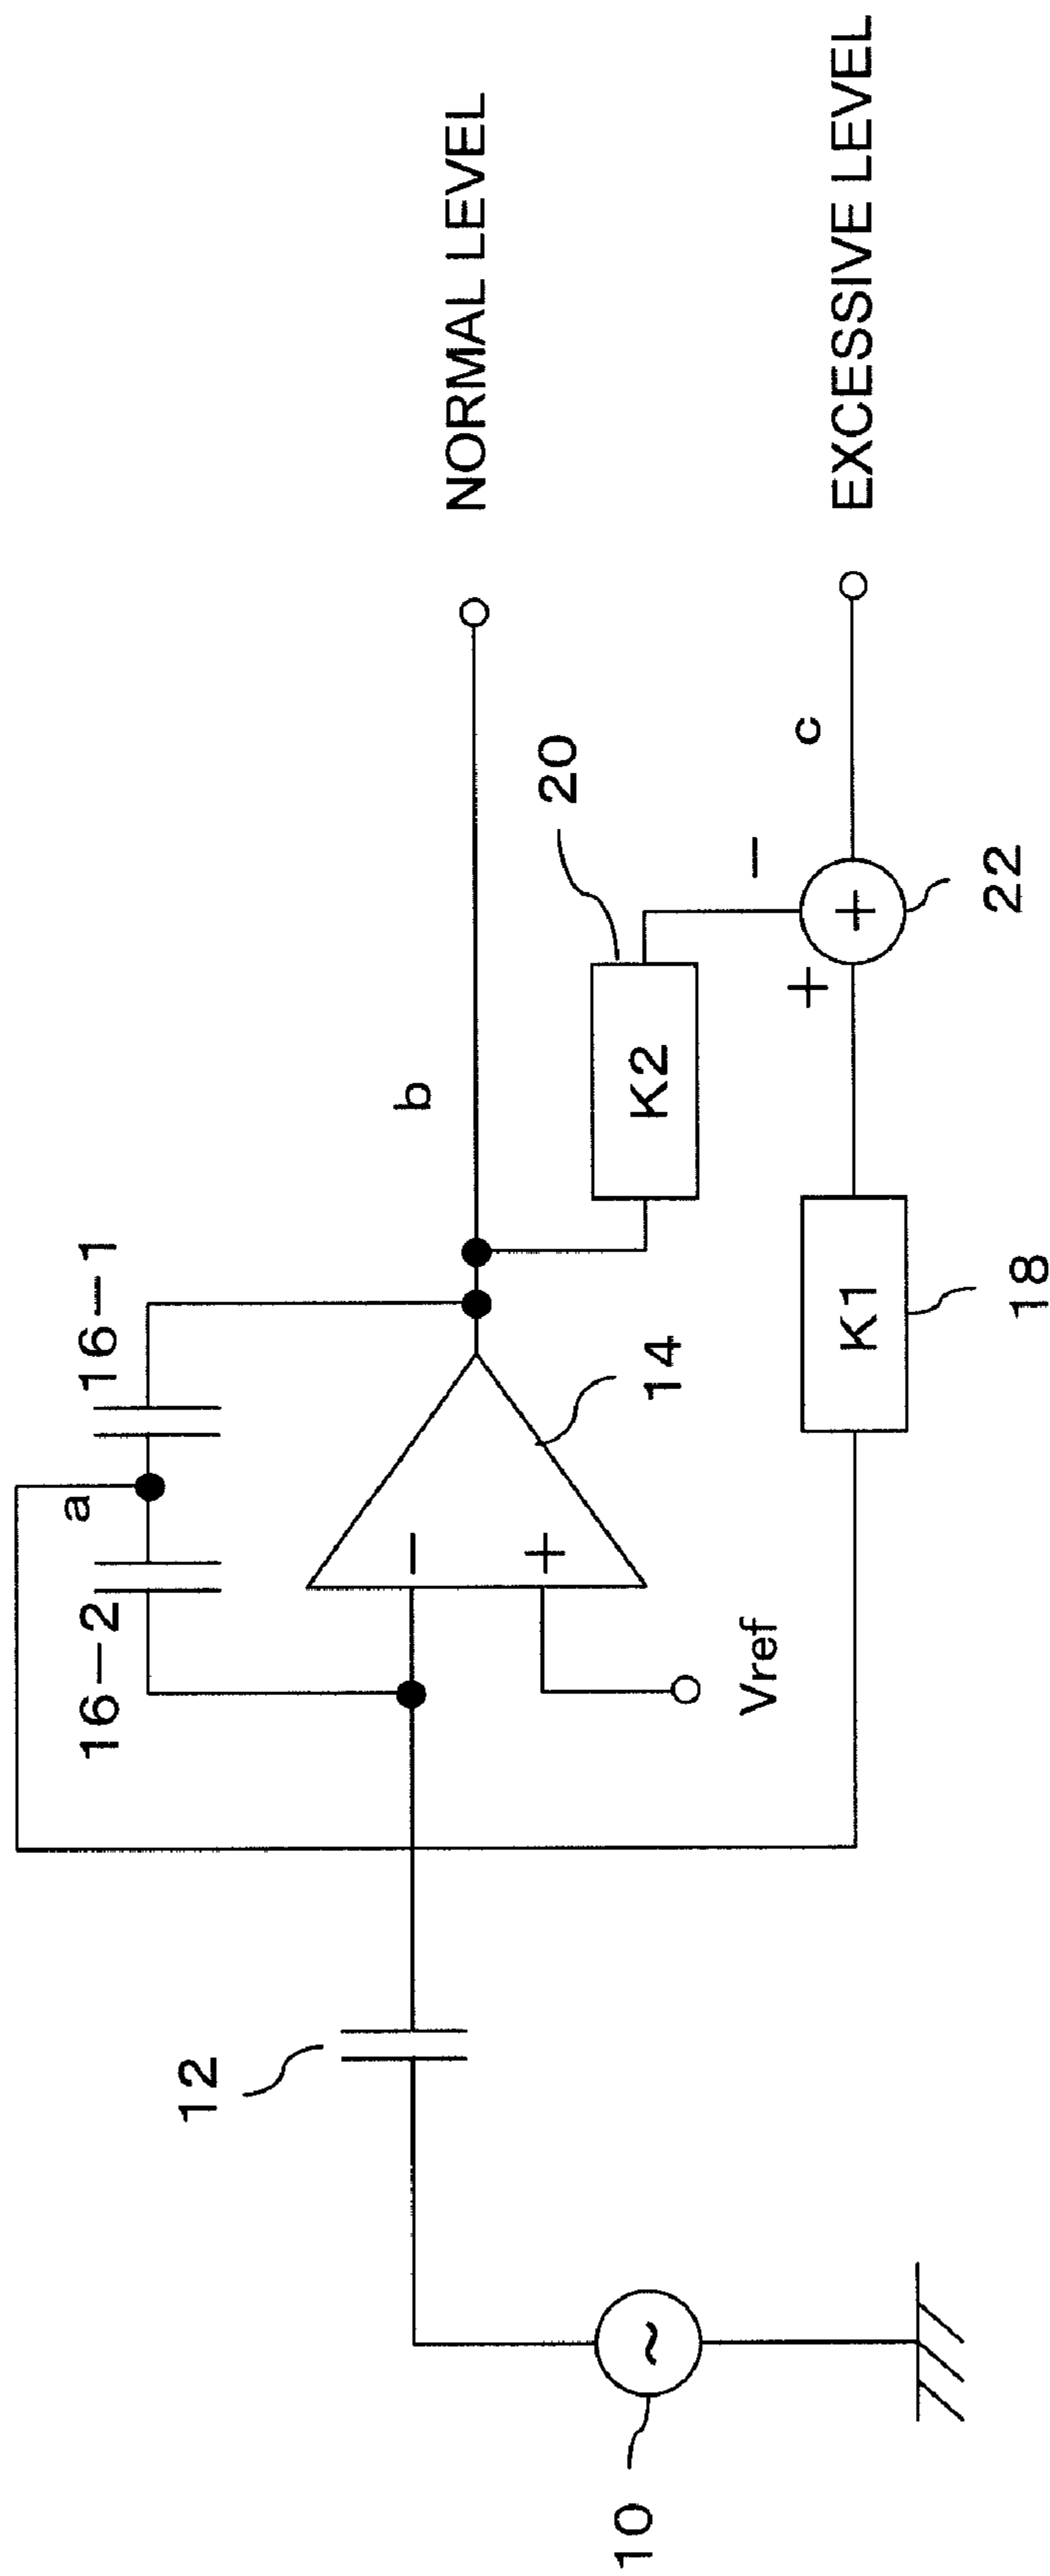 16−2
a
16−1
12
b
NORMAL LEVEL
−
+
14
20
K2
Vref
10
~
−
+
c
K1
+
EXCESSIVE LEVEL
18
22